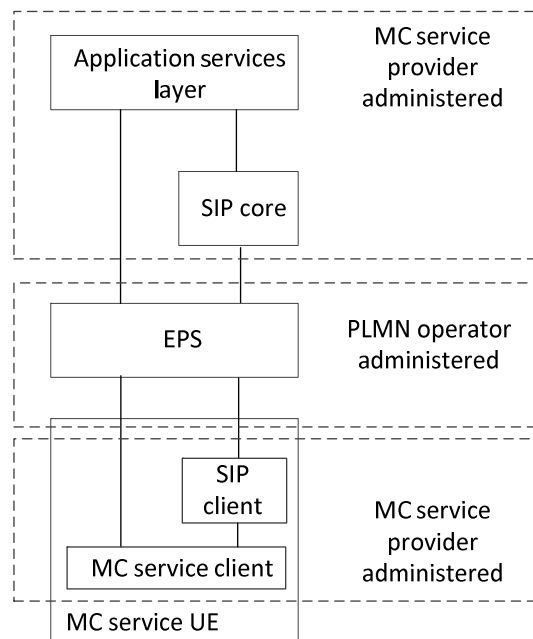 Application services
layer
MC service
provider
administered
SIP core
EPS
PLMN operator
administered
SIP
client
MC service client
MC service
provider
administered
MC service UE